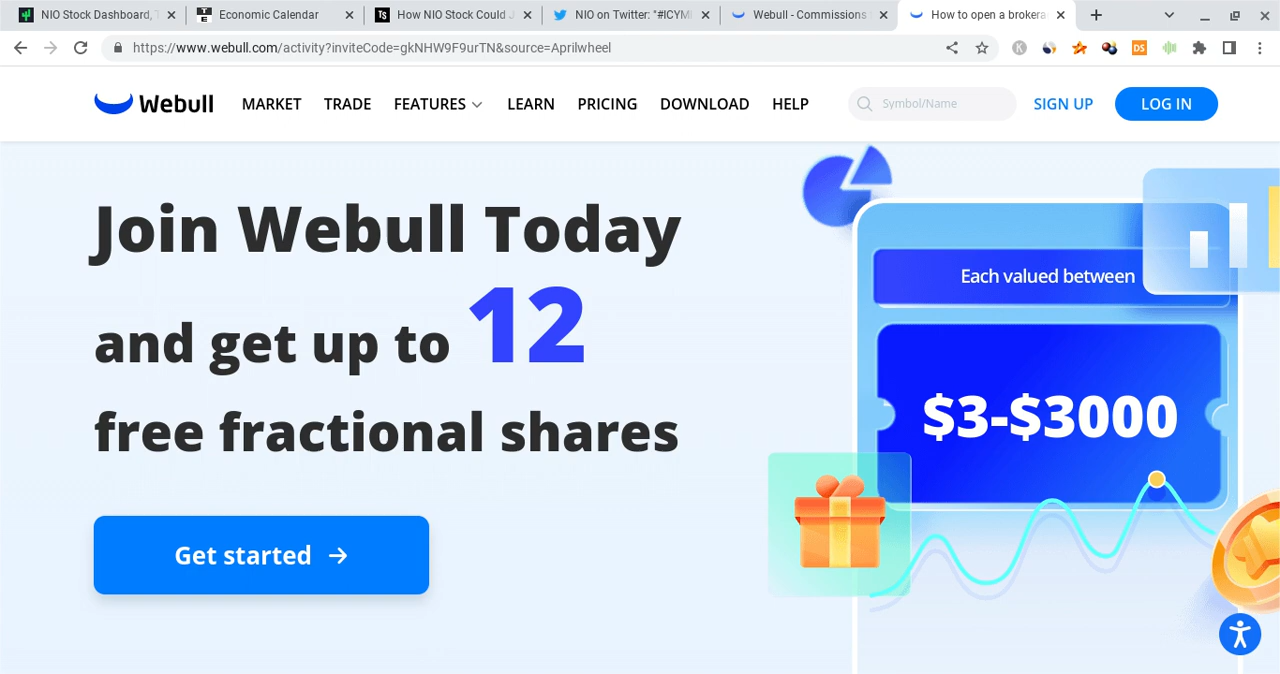 NIO Stock Dashboard, T
Economic Calendar
How NIO Stock Could J
NIO on Twitter: "#ICYMI
Webull - Commissions
How to open a brokera
https://www.webull.com/activity?inviteCode=gkNHW9F9urTN&source=Aprilwheel
Webull
MARKET
TRADE
FEATURES
LEARN
PRICING
DOWNLOAD
HELP
Symbol/Name
SIGN UP
LOG IN
Join Webull Today
and get up to 12
free fractional shares
Get started →
Each valued between
$3-$3000